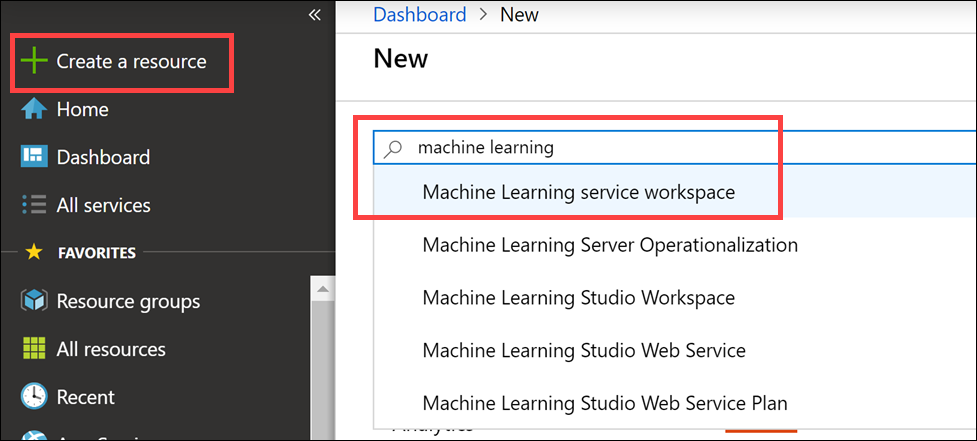 «
Create a resource
Home
Dashboard
All services
FAVORITES
Resource groups
All resources
Recent
Dashboard > New
New
machine learning
Machine Learning service workspace
Machine Learning Server Operationalization
Machine Learning Studio Workspace
Machine Learning Studio Web Service
Machine Learning Studio Web Service Plan
Analytics